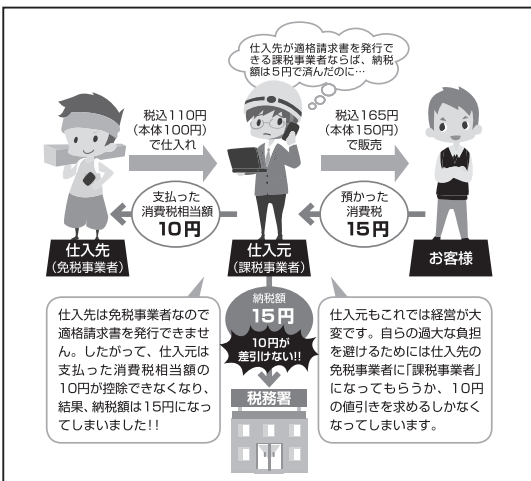 仕入先が適格請求書を発行で
きる課税事業者ならば、納税
額は5円で済んだのに…
税込110円
（本体100円）
で仕入れ
税込165円
（本体150円）
で販売
支払った
消費税相当額
10円
預かった
消費税
15円
仕入先
（免税事業者）
仕入元
（課税事業者）
お客様
納税額
15円
10円が
差引けない!!
税務署
仕入先は免税事業者なので
適格請求書を発行できませ
ん。したがって、仕入元は
支払った消費税相当額の
10円が控除できなくなり、
結果、納税額は15円になっ
てしまいました!!
仕入元もこれでは経営が大
変です。自らの過大な負担
を避けるためには仕入先の
免税事業者に「課税事業者」
になってもらうか、10円
の値引きを求めるしかなく
なってしまいます。